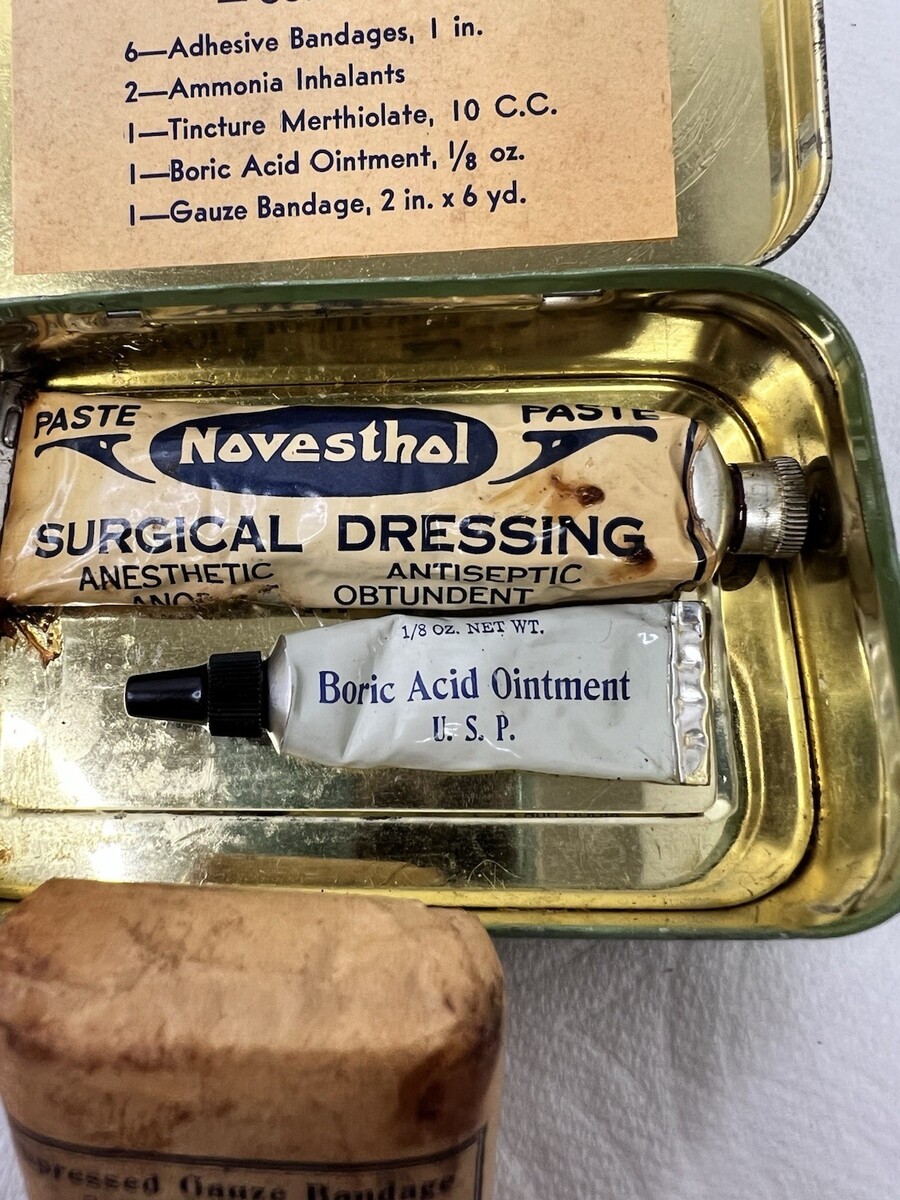 6—Adhesive Bandages, 1 in.
2—Ammonia Inhalants
1—Tincture Merthiolate, 10 C.C.
1—Boric Acid Ointment, 1/8 oz.
1—Gauze Bandage, 2 in. x 6 yd.
PASTE Novesthol PASTE
SURGICAL DRESSING
ANESTHETIC ANTISEPTIC
OBTUNDENT
1/8 OZ. NET WT.
Boric Acid Ointment
U. S. P.
Gauze Bandage